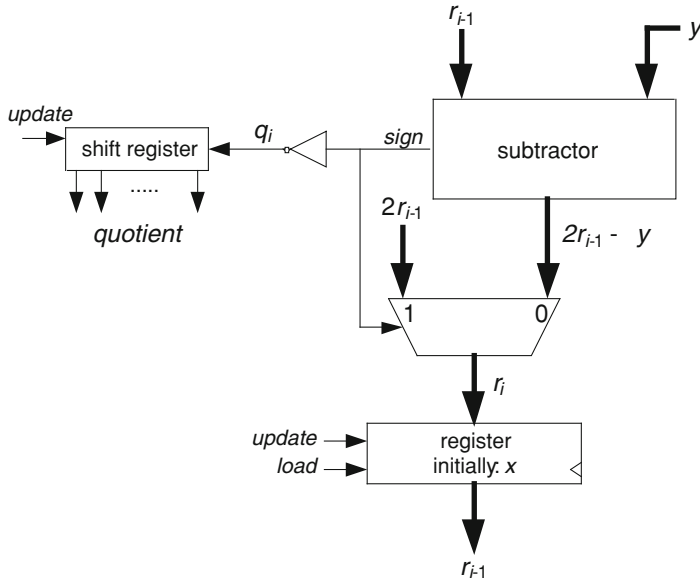 r_{i-1}
y
update
shift register
q_i
sign
subtractor
.....
quotient
2r_{i-1}
2r_{i-1} - y
1
0
r_i
update
load
register
initially: x
r_{i-1}